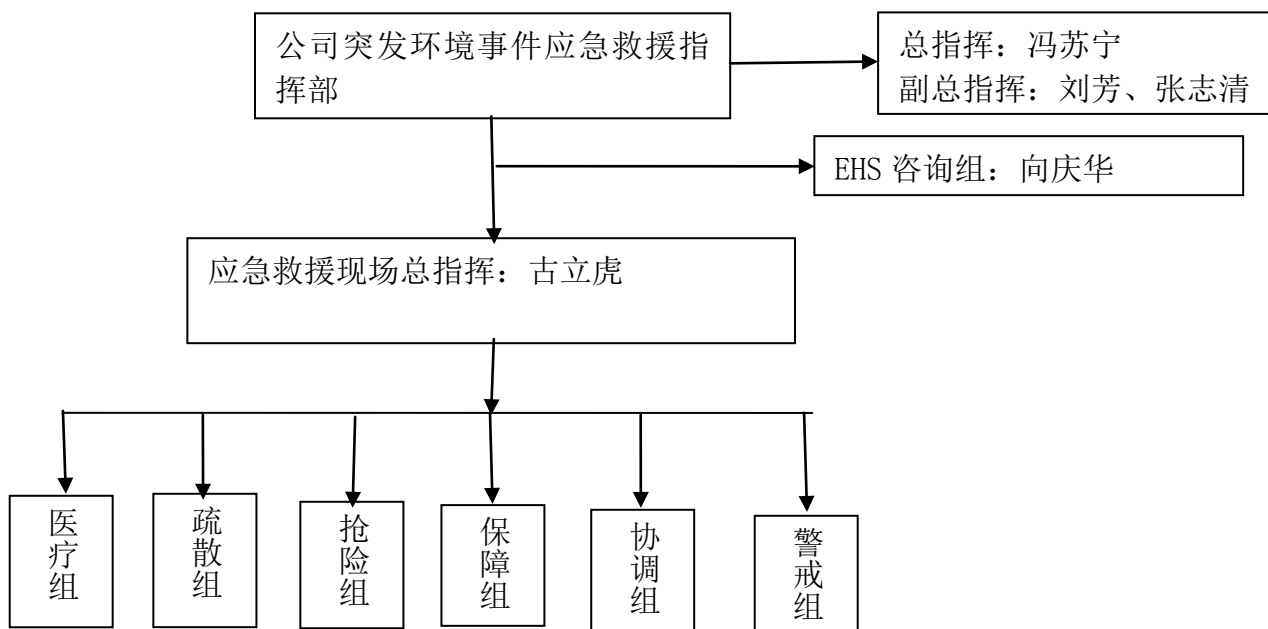 公司突发环境事件应急救援指
挥部
总指挥：冯苏宁
副总指挥：刘芳、张志清
EHS 咨询组：向庆华
应急救援现场总指挥：古立虎
医疗组
疏散组
抢险组
保障组
协调组
警戒组